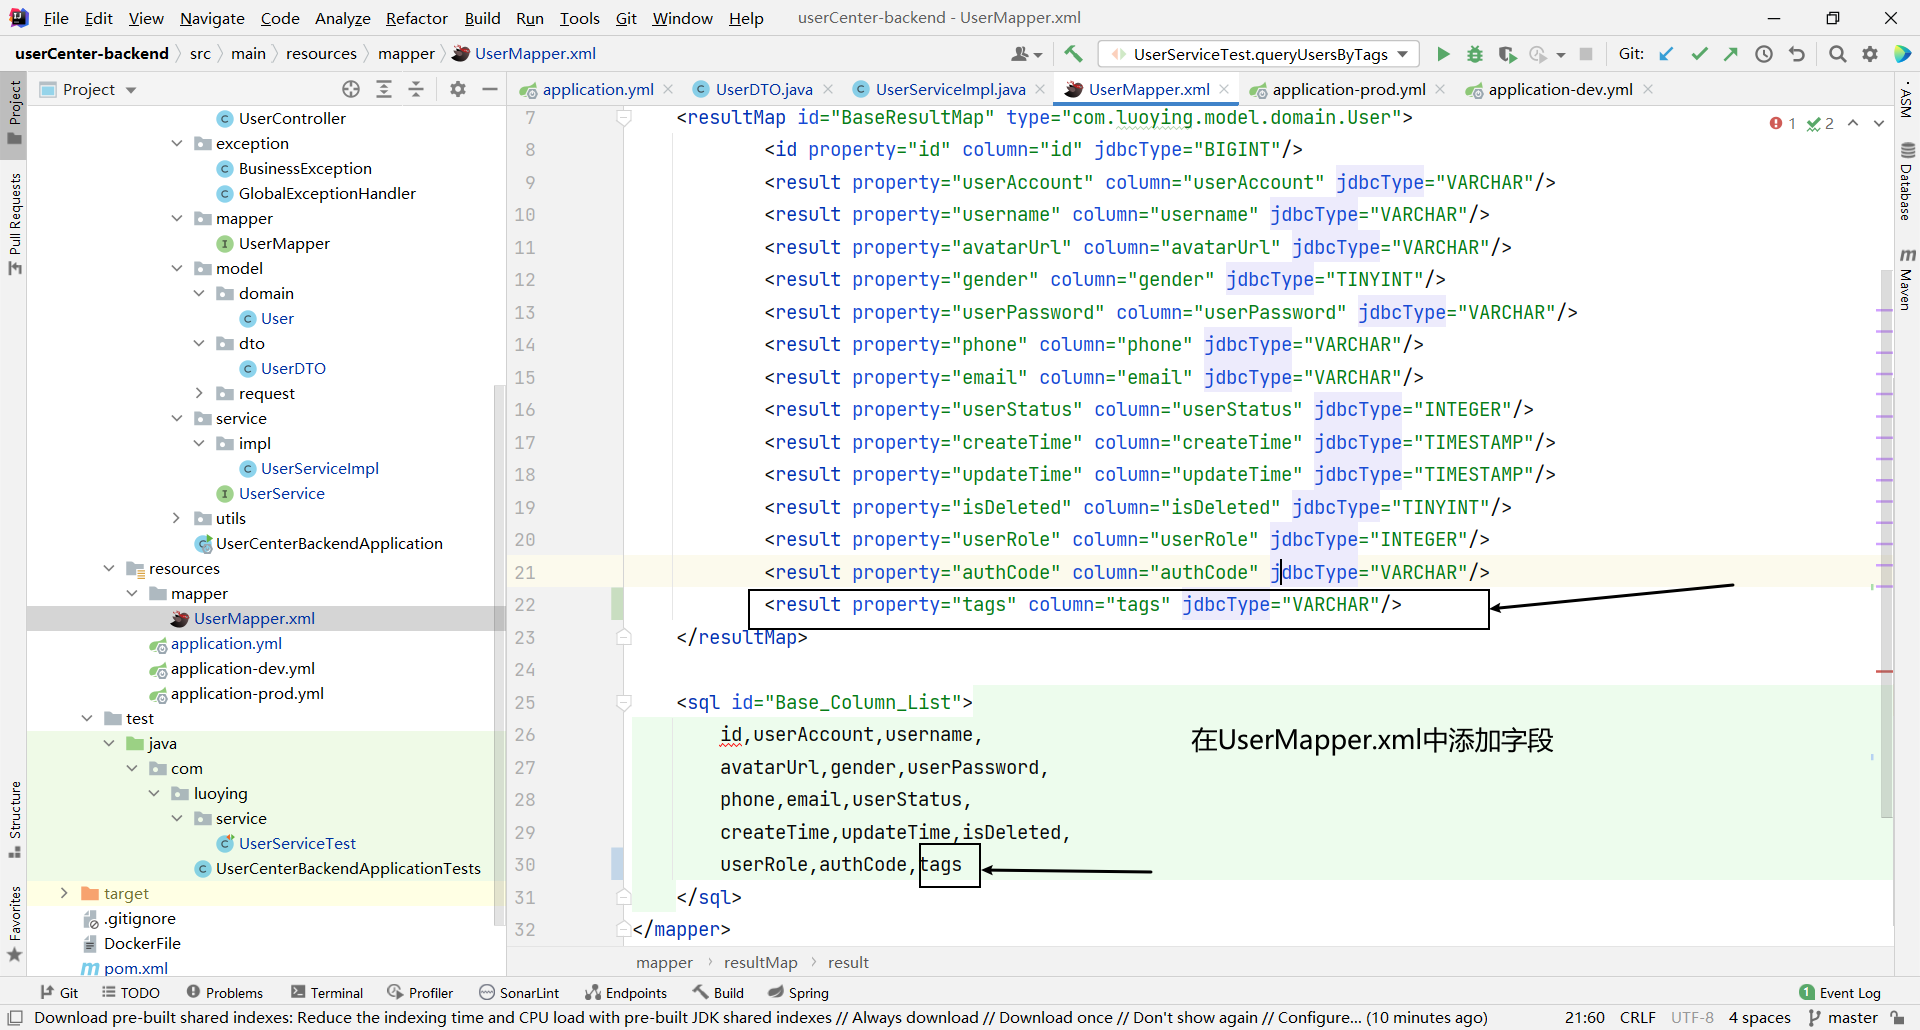 File Edit View Navigate Code Analyze Refactor Build Run Tools Git Window Help userCenter-backend - UserMapper.xml
userCenter-backend src main resources mapper UserMapper.xml UserServiceTest.queryUsersByTags Git:
Project
application.yml UserDTO.java UserServiceImpl.java UserMapper.xml application-prod.yml application-dev.yml
Project
Pull Requests
Structure
Favorites
UserController
exception
BusinessException
GlobalExceptionHandler
mapper
UserMapper
model
domain
User
dto
UserDTO
request
service
impl
UserServiceImpl
UserService
utils
UserCenterBackendApplication
resources
mapper
UserMapper.xml
application.yml
application-dev.yml
application-prod.yml
test
java
com
luoying
service
UserServiceTest
UserCenterBackendApplicationTests
target
.gitignore
DockerFile
pom.xml
7 <resultMap id="BaseResultMap" type="com.luoying.model.domain.User">
8 <id property="id" column="id" jdbcType="BIGINT"/>
9 <result property="userAccount" column="userAccount" jdbcType="VARCHAR"/>
10 <result property="username" column="username" jdbcType="VARCHAR"/>
11 <result property="avatarUrl" column="avatarUrl" jdbcType="VARCHAR"/>
12 <result property="gender" column="gender" jdbcType="TINYINT"/>
13 <result property="userPassword" column="userPassword" jdbcType="VARCHAR"/>
14 <result property="phone" column="phone" jdbcType="VARCHAR"/>
15 <result property="email" column="email" jdbcType="VARCHAR"/>
16 <result property="userStatus" column="userStatus" jdbcType="INTEGER"/>
17 <result property="createTime" column="createTime" jdbcType="TIMESTAMP"/>
18 <result property="updateTime" column="updateTime" jdbcType="TIMESTAMP"/>
19 <result property="isDeleted" column="isDeleted" jdbcType="TINYINT"/>
20 <result property="userRole" column="userRole" jdbcType="INTEGER"/>
21 <result property="authCode" column="authCode" jdbcType="VARCHAR"/>
22 <result property="tags" column="tags" jdbcType="VARCHAR"/>
23 </resultMap>
24
25 <sql id="Base_Column_List">
26 id,userAccount,username,
27 avatarUrl,gender,userPassword,
28 phone,email,userStatus,
29 createTime,updateTime,isDeleted,
30 userRole,authCode,tags
31 </sql>
32 </mapper>
在UserMapper.xml中添加字段
1 2
ASM
Database
m Maven
mapper resultMap result
Git TODO Problems Terminal Profiler SonarLint Endpoints Build Spring 1 Event Log
Download pre-built shared indexes: Reduce the indexing time and CPU load with pre-built JDK shared indexes // Always download // Download once // Don't show again // Configure... (10 minutes ago) 21:60 CRLF UTF-8 4 spaces master